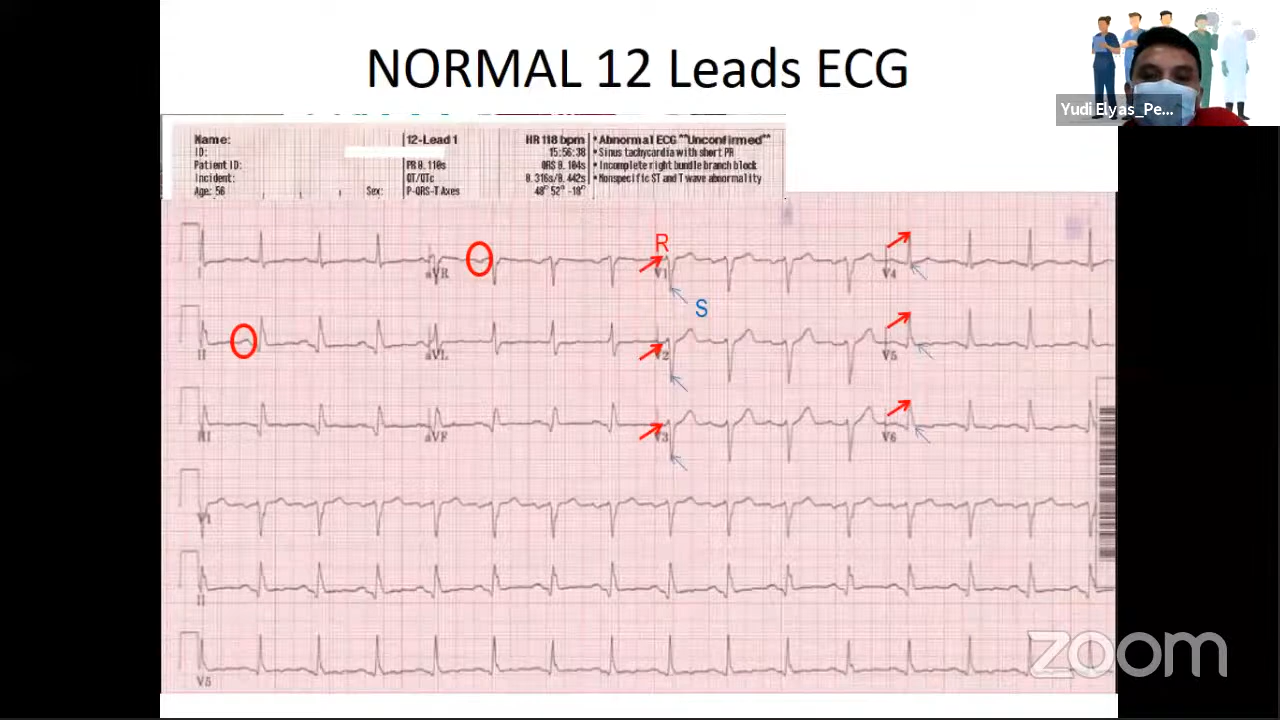 NORMAL 12 Leads ECG
Yudi Elyas_Pe...
Name:
ID:
Patient ID:
Incident:
Age: 56
Sex:
12-Lead 1
PR 0.110s
QT/QTc
P-QRS-T Axes
HR 118 bpm
15:56:38
QRS 0.104s
0.316s/0.442s
48° 52° -18°
• Abnormal ECG **Unconfirmed**
• Sinus tachycardia with short PR
• Incomplete right bundle branch block
• Nonspecific ST and T wave abnormality
I
aVR
R
V1
S
V4
II
aVL
V2
V5
III
aVF
V3
V6
V1
II
V5
zoom